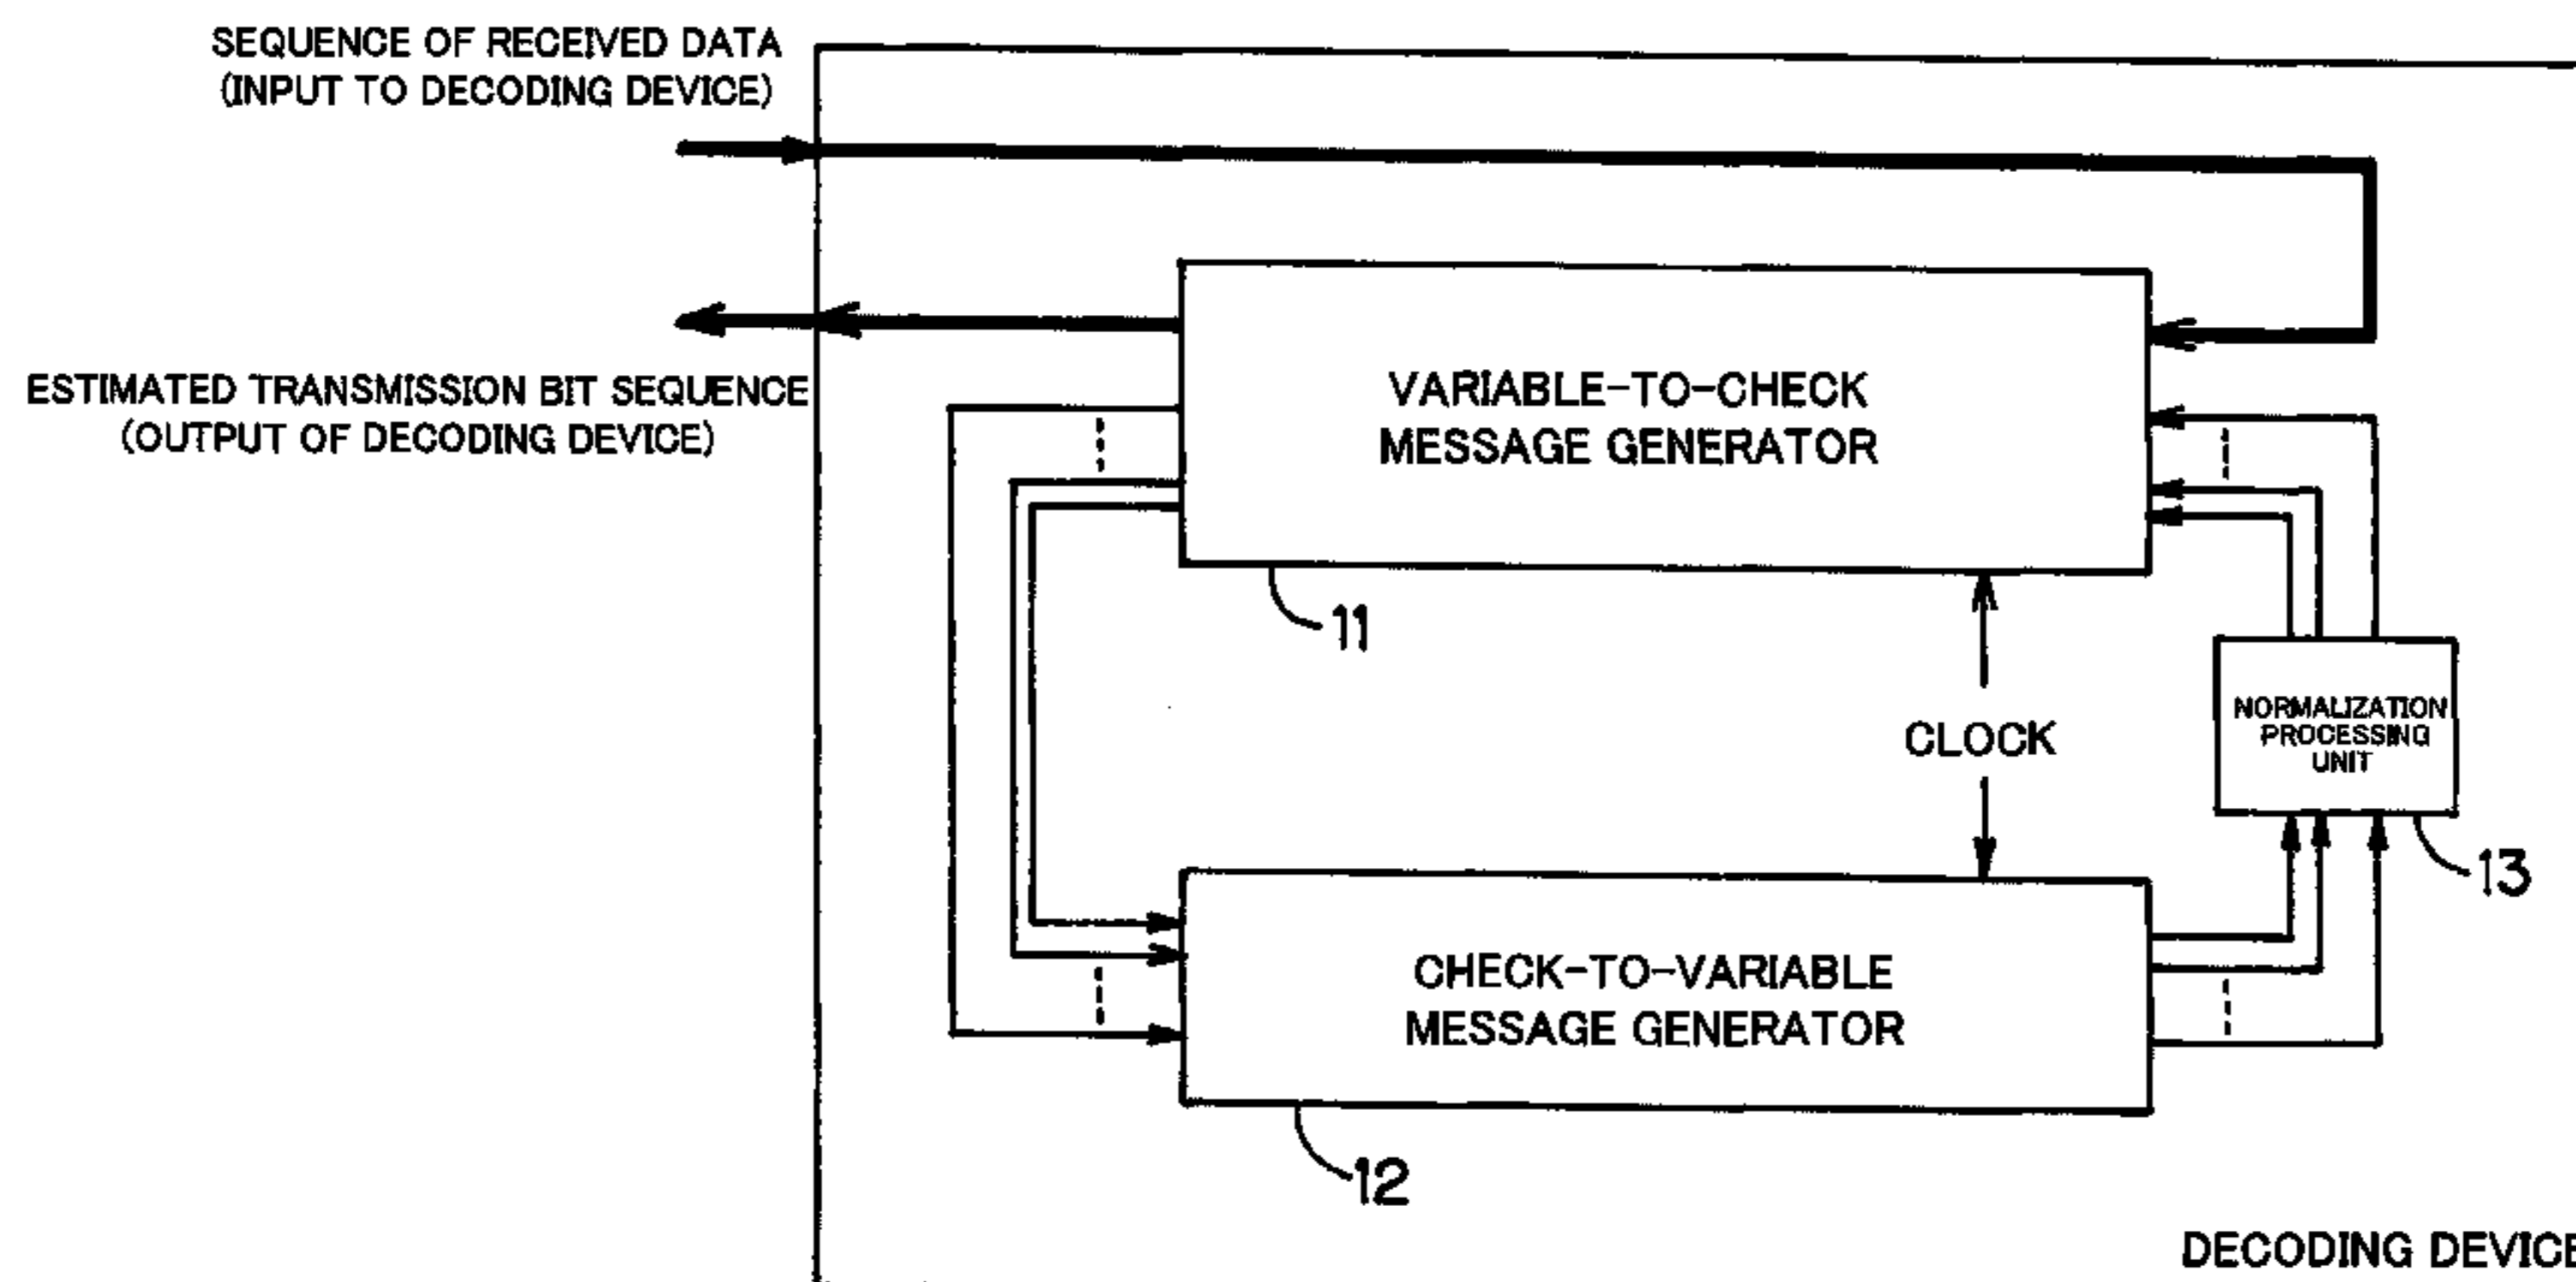 SEQUENCE OF RECEIVED DATA
(INPUT TO DECODING DEVICE)
ESTIMATED TRANSMISSION BIT SEQUENCE
(OUTPUT OF DECODING DEVICE)
VARIABLE-TO-CHECK
MESSAGE GENERATOR
11
CLOCK
NORMALIZATION
PROCESSING
UNIT
13
CHECK-TO-VARIABLE
MESSAGE GENERATOR
12
DECODING DEVICE